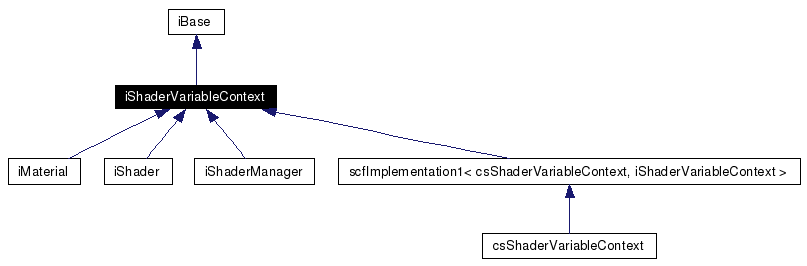 iBase
iShaderVariableContext
iMaterial
iShader
iShaderManager
scfImplementation1< csShaderVariableContext, iShaderVariableContext >
csShaderVariableContext